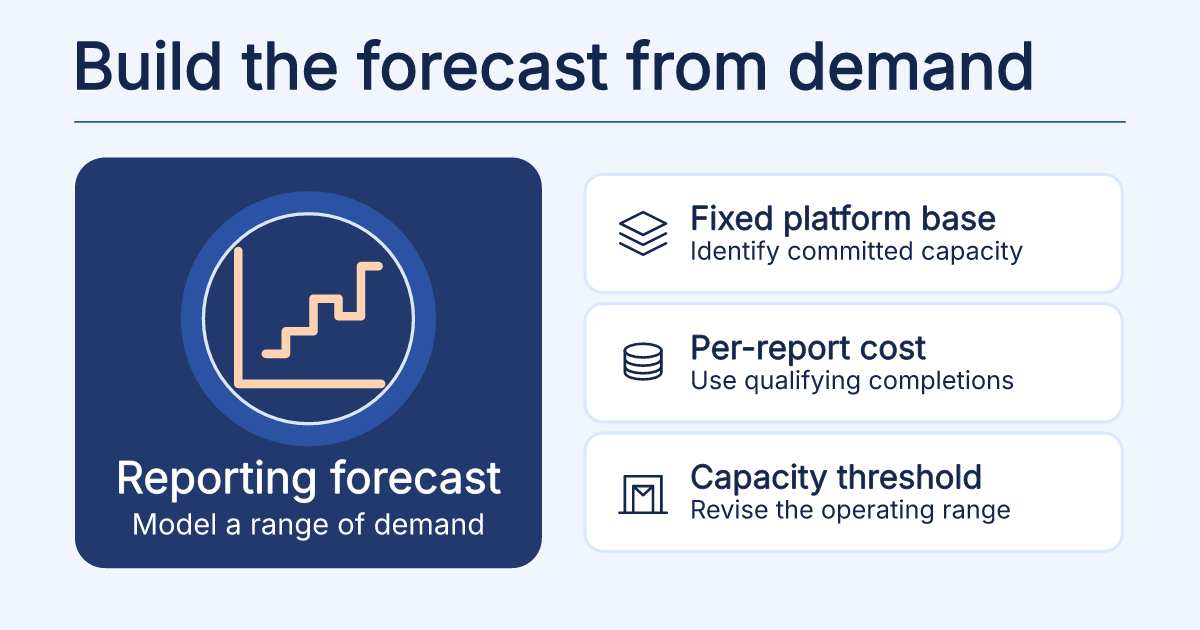 Build the forecast from demand
Reporting forecast
Model a range of demand
Fixed platform base
Identify committed capacity
Per-report cost
Use qualifying completions
Capacity threshold
Revise the operating range